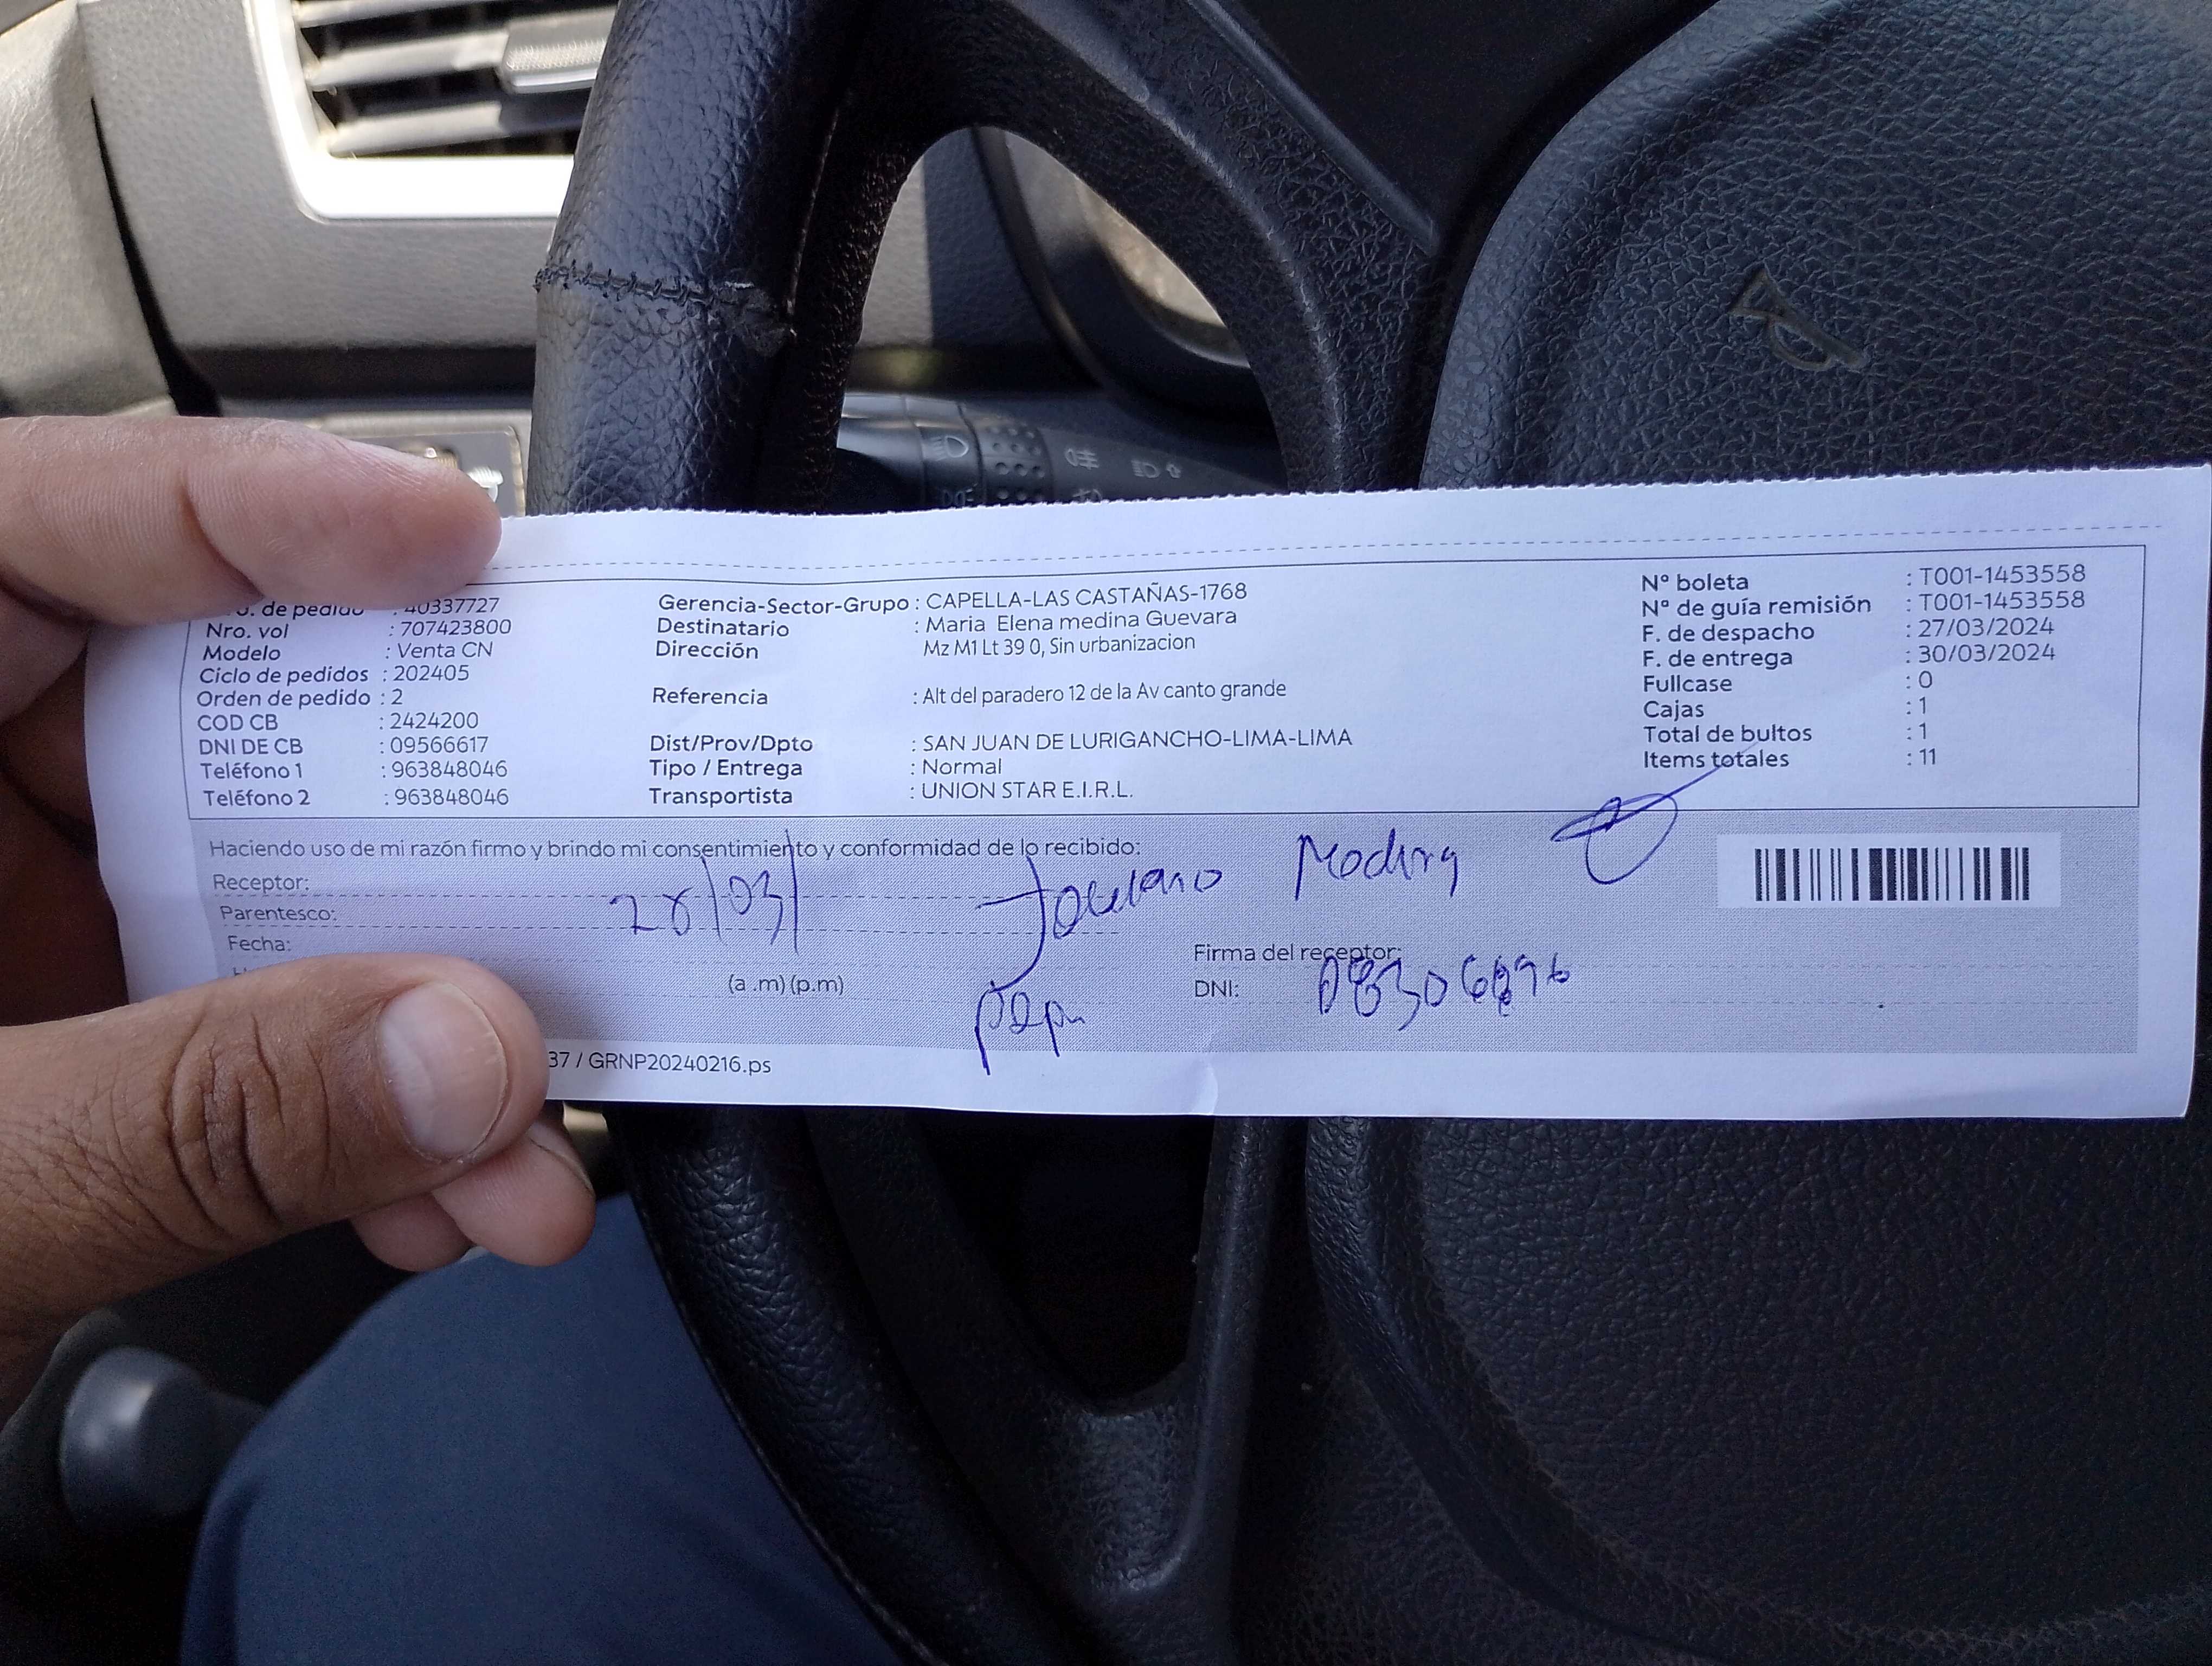 de pedido : 40337727
Nro. vol : 707423800
Modelo : Venta CN
Ciclo de pedidos : 202405
Orden de pedido : 2
COD CB : 2424200
DNI DE CB : 09566617
Teléfono 1 : 963848046
Teléfono 2 : 963848046
Gerencia-Sector-Grupo : CAPELLA-LAS CASTAÑAS-1768
Destinatario : Maria Elena medina Guevara
Dirección Mz M1 Lt 39 0, Sin urbanizacion
Referencia : Alt del paradero 12 de la Av canto grande
Dist/Prov/Dpto : SAN JUAN DE LURIGANCHO-LIMA-LIMA
Tipo / Entrega : Normal
Transportista : UNION STAR E.I.R.L.
Nº boleta : T001-1453558
Nº de guía remisión : T001-1453558
F. de despacho : 27/03/2024
F. de entrega : 30/03/2024
Fullcase : 0
Cajas : 1
Total de bultos : 1
Items totales : 11
Haciendo uso de mi razón firmo y brindo mi consentimiento y conformidad de lo recibido:
Receptor:
Parentesco:
28/03/
Fecha:
(a .m) (p.m)
Firma del receptor:
DNI:
37 / GRNP20240216.ps